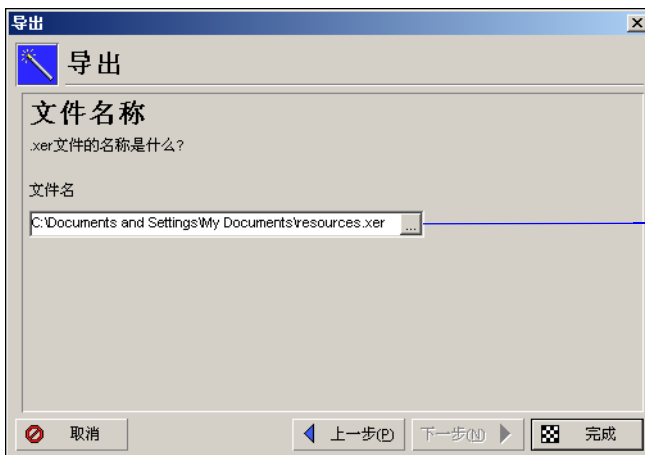 导出
导出
文件名称
.xer文件的名称是什么?
文件名
C:\Documents and Settings\My Documents\resources.xer ...
取消
上一步(P)
下一步(N)
完成